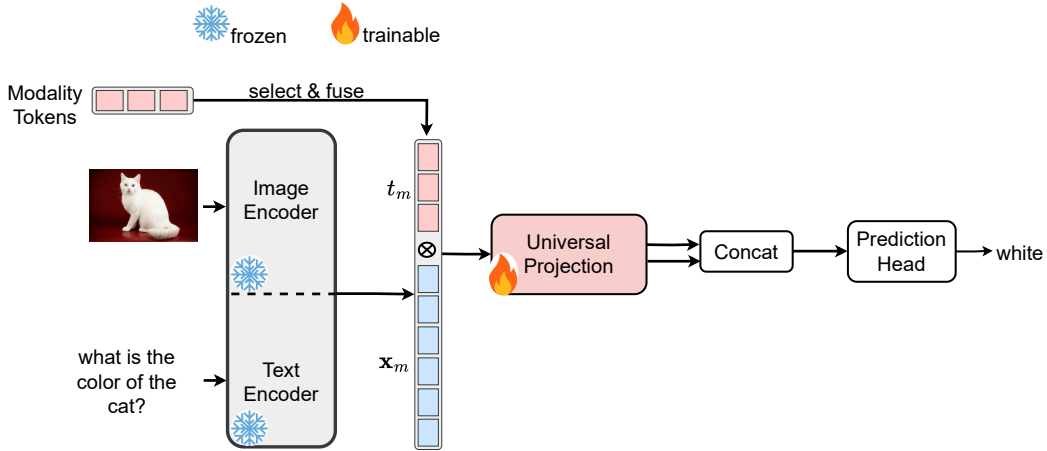 frozen
trainable
Modality
Tokens
select & fuse
Image
Encoder
t_m
⊗
Universal
Projection
Concat
Prediction
Head
white
what is the
color of the
cat?
Text
Encoder
x_m